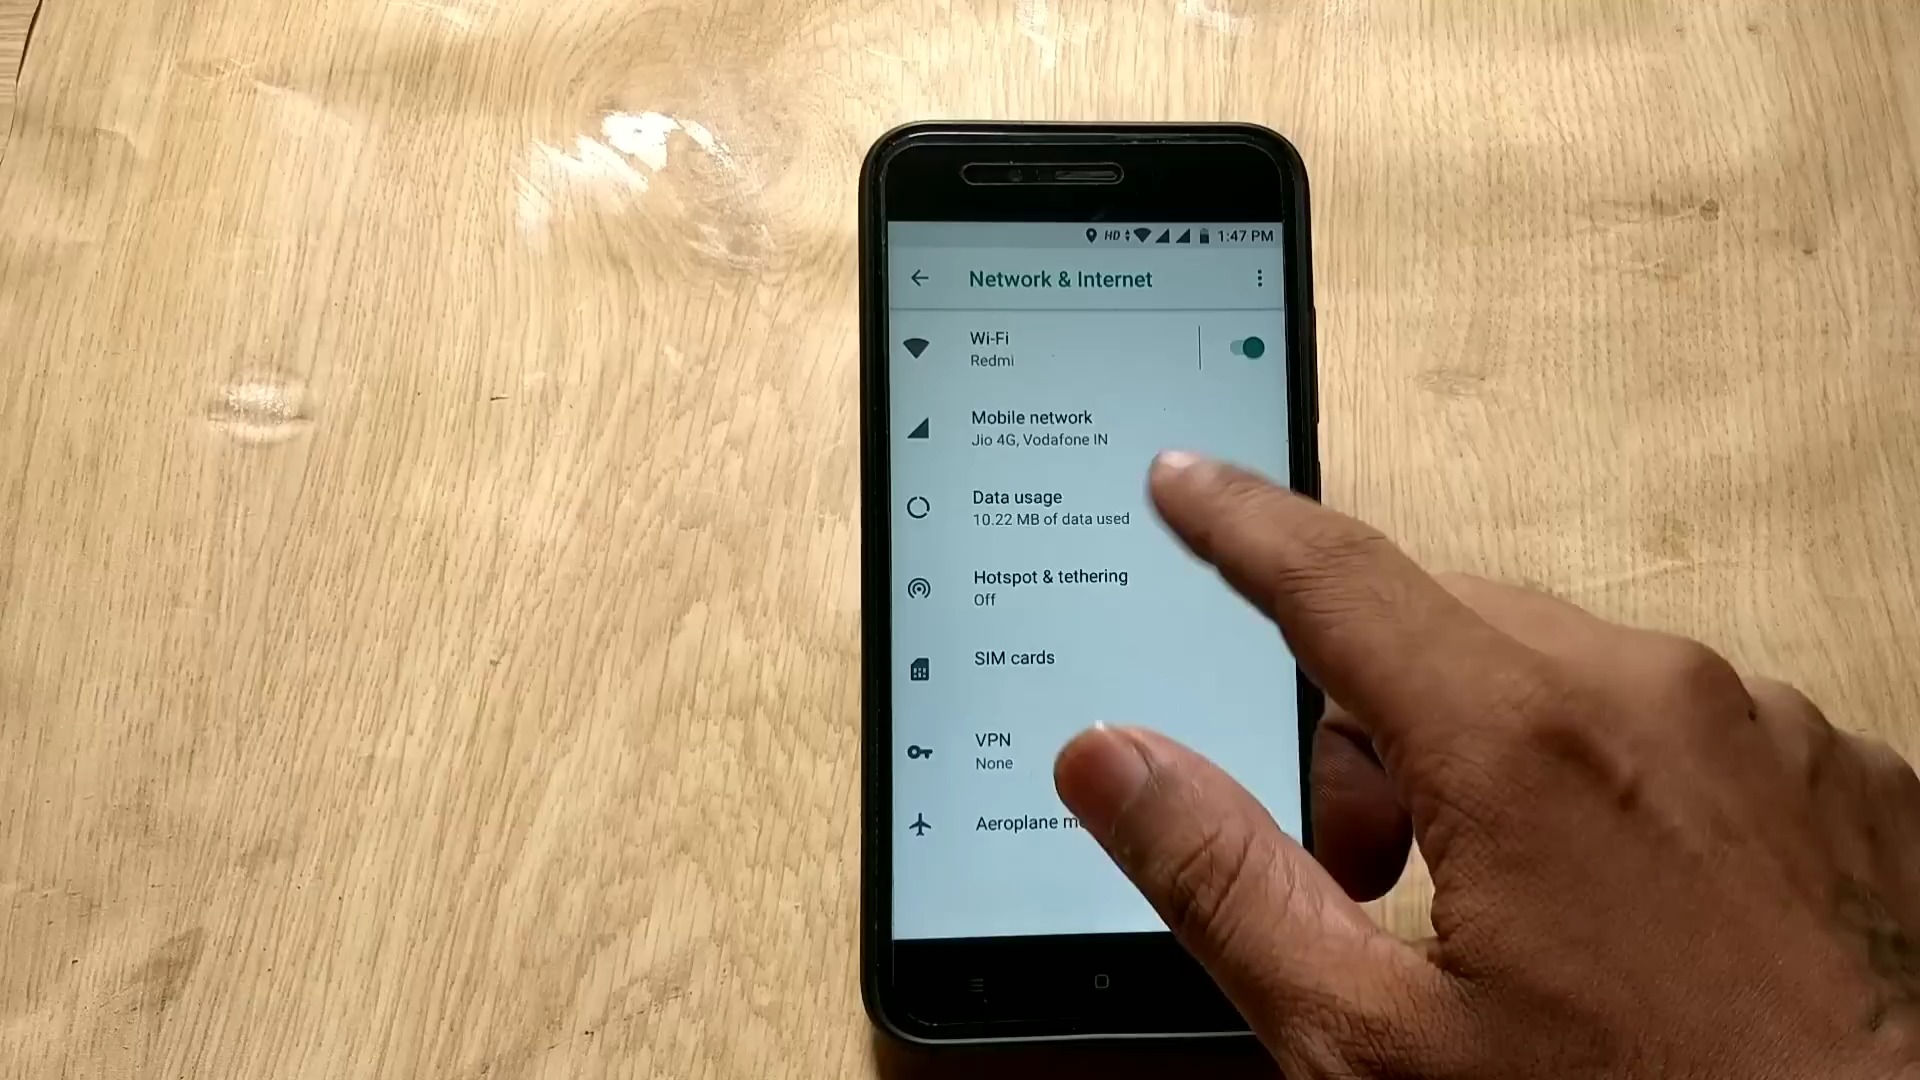 HD 1:47 PM
Network & Internet
Wi-Fi
Redmi
Mobile network
Jio 4G, Vodafone IN
Data usage
10.22 MB of data used
Hotspot & tethering
Off
SIM cards
VPN
None
Aeroplane